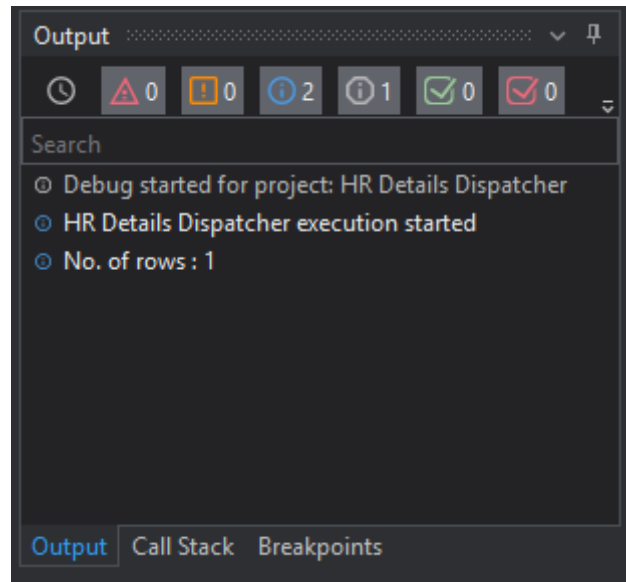 Output
0 0 2 1 0 0
Search
Debug started for project: HR Details Dispatcher
HR Details Dispatcher execution started
No. of rows : 1
Output Call Stack Breakpoints